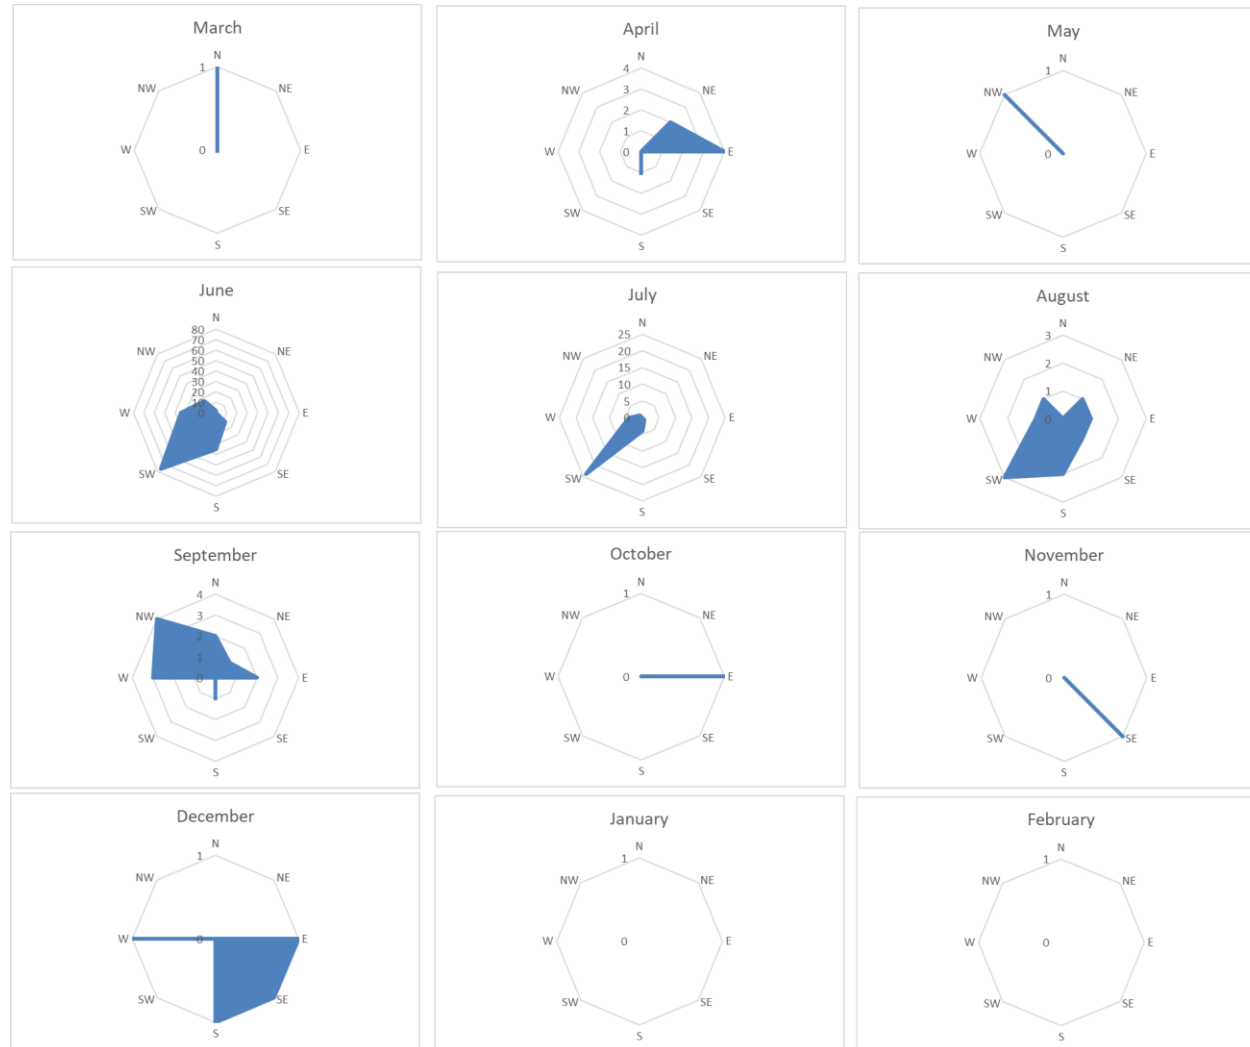 March
N
1
NW
NE
W
0
E
SW
SE
S
April
N
4
NW
NE
3
2
1
W
0
E
SW
SE
S
May
N
1
NW
NE
W
0
E
SW
SE
S
June
N
80
70
NW
NE
60
50
40
30
20
10
W
0
E
SW
SE
S
July
N
25
20
NW
NE
15
10
5
W
0
E
SW
SE
S
August
N
3
NW
NE
2
1
W
0
E
SW
SE
S
September
N
4
NW
NE
3
2
1
W
0
E
SW
SE
S
October
N
1
NW
NE
W
0
E
SW
SE
S
November
N
1
NW
NE
W
0
E
SW
SE
S
December
N
1
NW
NE
W
0
E
SW
SE
S
January
N
1
NW
NE
W
0
E
SW
SE
S
February
N
1
NW
NE
W
0
E
SW
SE
S